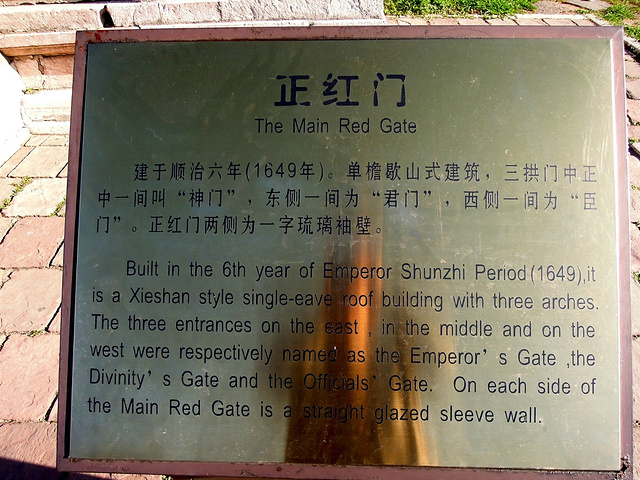 正红门
The Main Red Gate
建于顺治六年(1649年)。单檐歇山式建筑，三拱门中正
中一间叫“神门”，东侧一间为“君门”，西侧一间为“臣
门”。正红门两侧为一字琉璃袖壁。
Built in the 6th year of Emperor Shunzhi Period(1649),it
is a Xieshan style single-eave roof building with three arches.
The three entrances on the east , in the middle and on the
west were respectively named as the Emperor’s Gate ,the
Divinity’s Gate and the Officials’ Gate. On each side of
the Main Red Gate is a straight glazed sleeve wall.